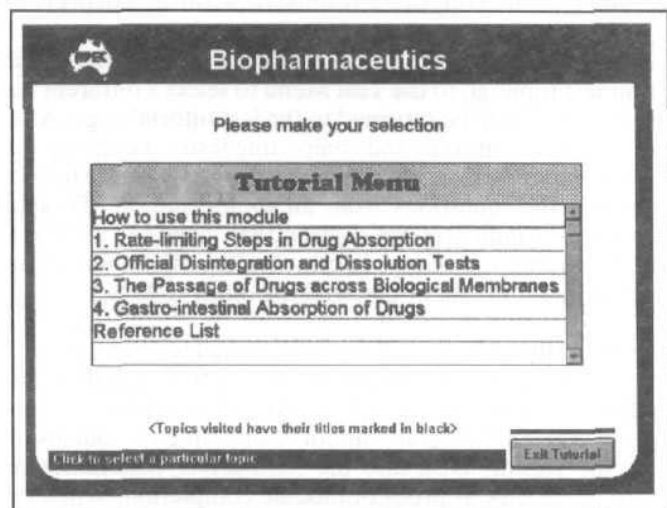 Biopharmaceutics
Please make your selection
Tutorial Menu
How to use this module
1. Rate-limiting Steps in Drug Absorption
2. Official Disintegration and Dissolution Tests
3. The Passage of Drugs across Biological Membranes
4. Gastro-intestinal Absorption of Drugs
Reference List
<Topics visited have their titles marked in black>
Click to select a particular topic
Exit Tutorial